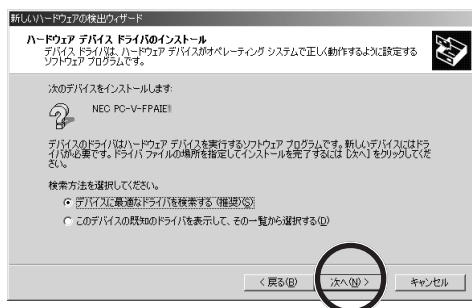 新しいハードウェアの検出ウィザード
ハードウェア デバイス ドライバのインストール
デバイス ドライバは、ハードウェア デバイスがオペレーティング システムで正しく動作するように設定する
ソフトウェア プログラムです。
次のデバイスをインストールします:
NEC PC-V-FPAIE
デバイスのドライバはハードウェア デバイスを実行するソフトウェア プログラムです。新しいデバイスにはドラ
イバが必要です。ドライバ ファイルの場所を指定してインストールを完了するには [次へ] をクリックしてくだ
さい。
検索方法を選択してください。
デバイスに最適なドライバを検索する (推奨)(S)
このデバイスの既知のドライバを表示して、その一覧から選択する(D)
< 戻る(B)
次へ(N) >
キャンセル